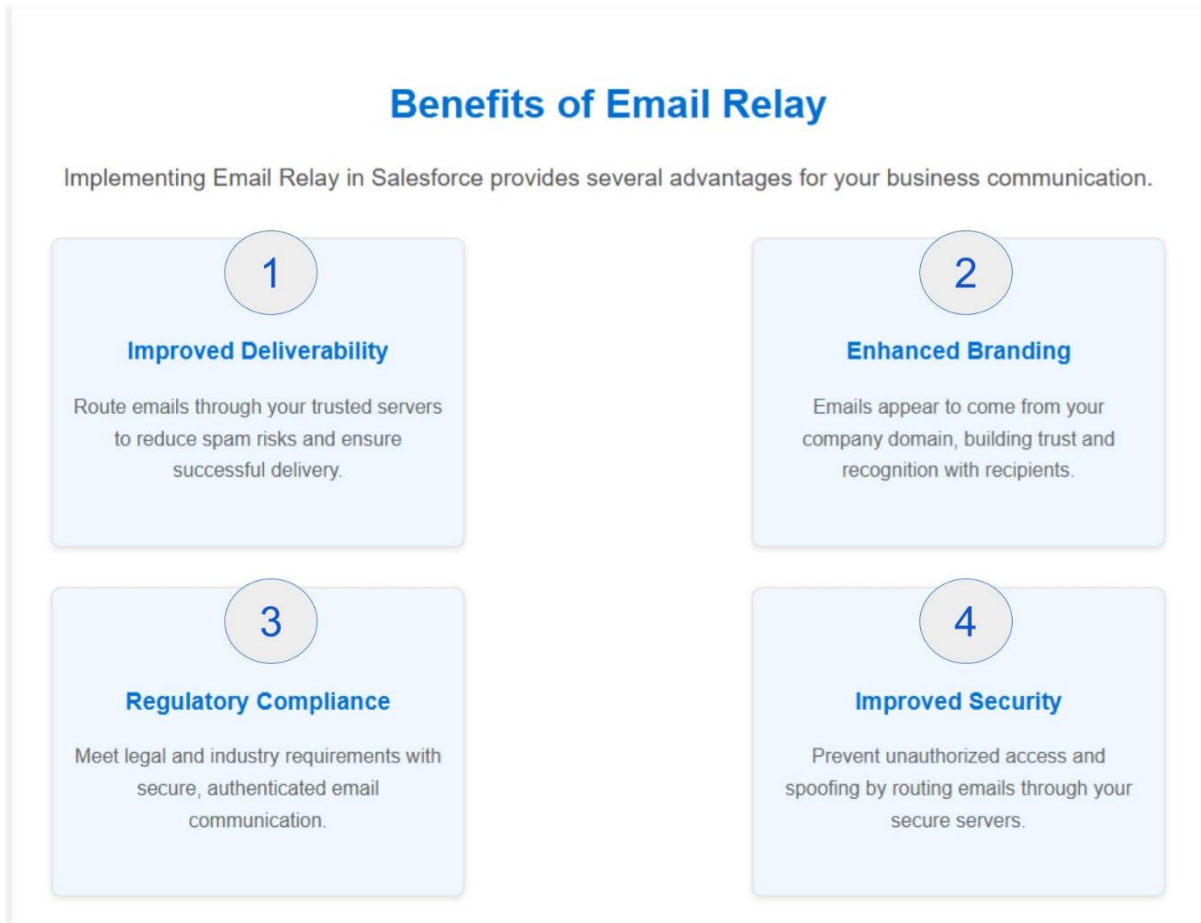 Benefits of Email Relay
Implementing Email Relay in Salesforce provides several advantages for your business communication.
1
Improved Deliverability
Route emails through your trusted servers
to reduce spam risks and ensure
successful delivery.
2
Enhanced Branding
Emails appear to come from your
company domain, building trust and
recognition with recipients.
3
Regulatory Compliance
Meet legal and industry requirements with
secure, authenticated email
communication.
4
Improved Security
Prevent unauthorized access and
spoofing by routing emails through your
secure servers.